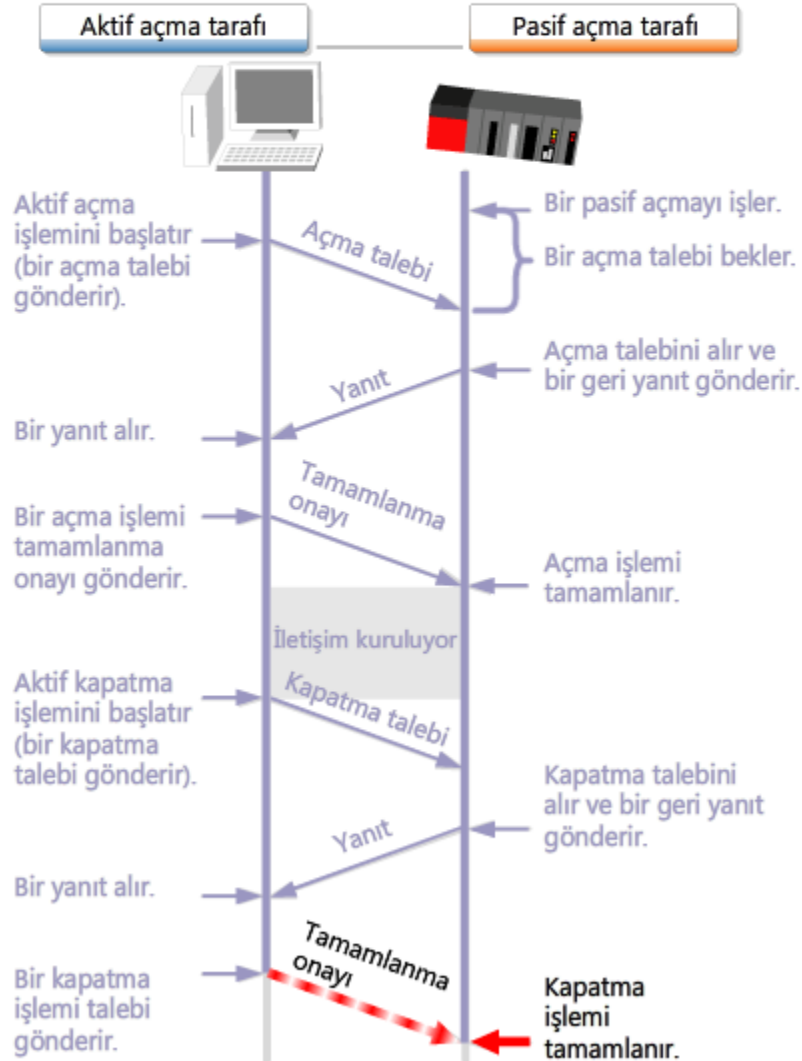 Aktif açma tarafı
Pasif açma tarafı
Aktif açma
işlemini başlatır
(bir açma talebi
gönderir).
Açma talebi
Bir pasif açmayı işler.
Bir açma talebi bekler.
Açma talebini alır ve
bir geri yanıt gönderir.
Yanıt
Bir yanıt alır.
Tamamlanma
onayı
Bir açma işlemi
tamamlanma
onayı gönderir.
Açma işlemi
tamamlanır.
İletişim kuruluyor
Aktif kapatma
işlemini başlatır
(bir kapatma
talebi gönderir).
Kapatma talebi
Kapatma talebini
alır ve bir geri yanıt
gönderir.
Yanıt
Bir yanıt alır.
Tamamlanma
onayı
Bir kapatma
işlemi talebi
gönderir.
Kapatma
işlemi
tamamlanır.